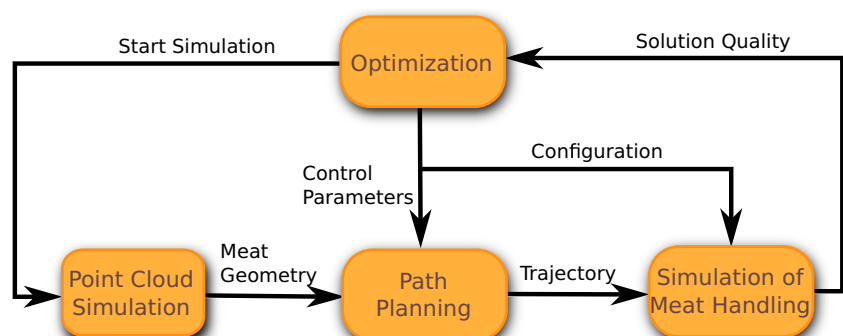 Start Simulation
Optimization
Solution Quality
Configuration
Control
Parameters
Point Cloud
Simulation
Meat
Geometry
Path
Planning
Trajectory
Simulation of
Meat Handling